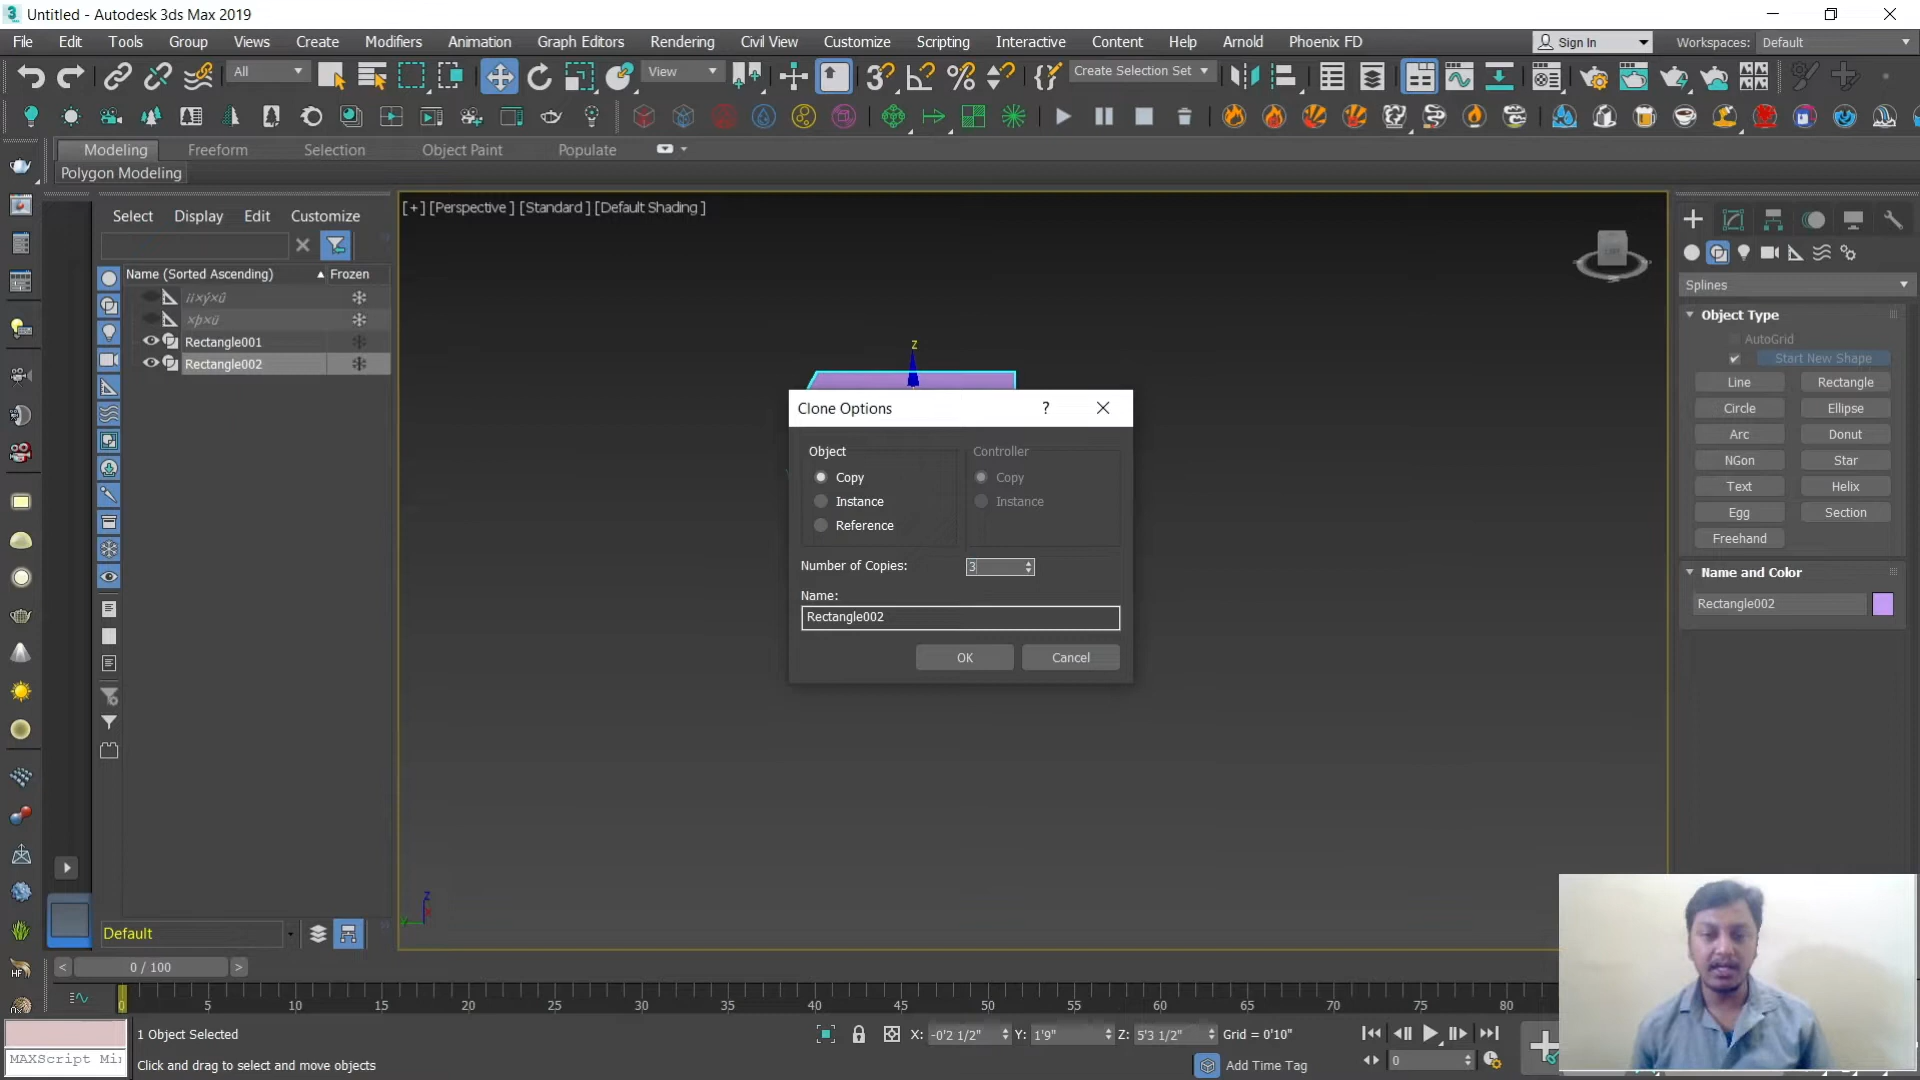 Untitled - Autodesk 3ds Max 2019
File Edit Tools Group Views Create Modifiers Animation Graph Editors Rendering Civil View Customize Scripting Interactive Content Help Arnold Phoenix FD Sign In Workspaces: Default
All View Create Selection Set
Modeling Freeform Selection Object Paint Populate
Polygon Modeling
Select Display Edit Customize
Name (Sorted Ascending) Frozen
Rectangle001
Rectangle002
[+] [Perspective ] [Standard ] [Default Shading ]
z
Clone Options ?
Object Controller
Copy Copy
Instance Instance
Reference
Number of Copies: 3
Name:
Rectangle002
OK Cancel
Splines
Object Type
AutoGrid
Start New Shape
Line Rectangle
Circle Ellipse
Arc Donut
NGon Star
Text Helix
Egg Section
Freehand
Name and Color
Rectangle002
z
Default
< 0 / 100 >
0 5 10 15 20 25 30 35 40 45 50 55 60 65 70 75 80
1 Object Selected X: -0'2 1/2" Y: 1'9" Z: 5'3 1/2" Grid = 0'10"
MAXScript Mi
Click and drag to select and move objects Add Time Tag 0